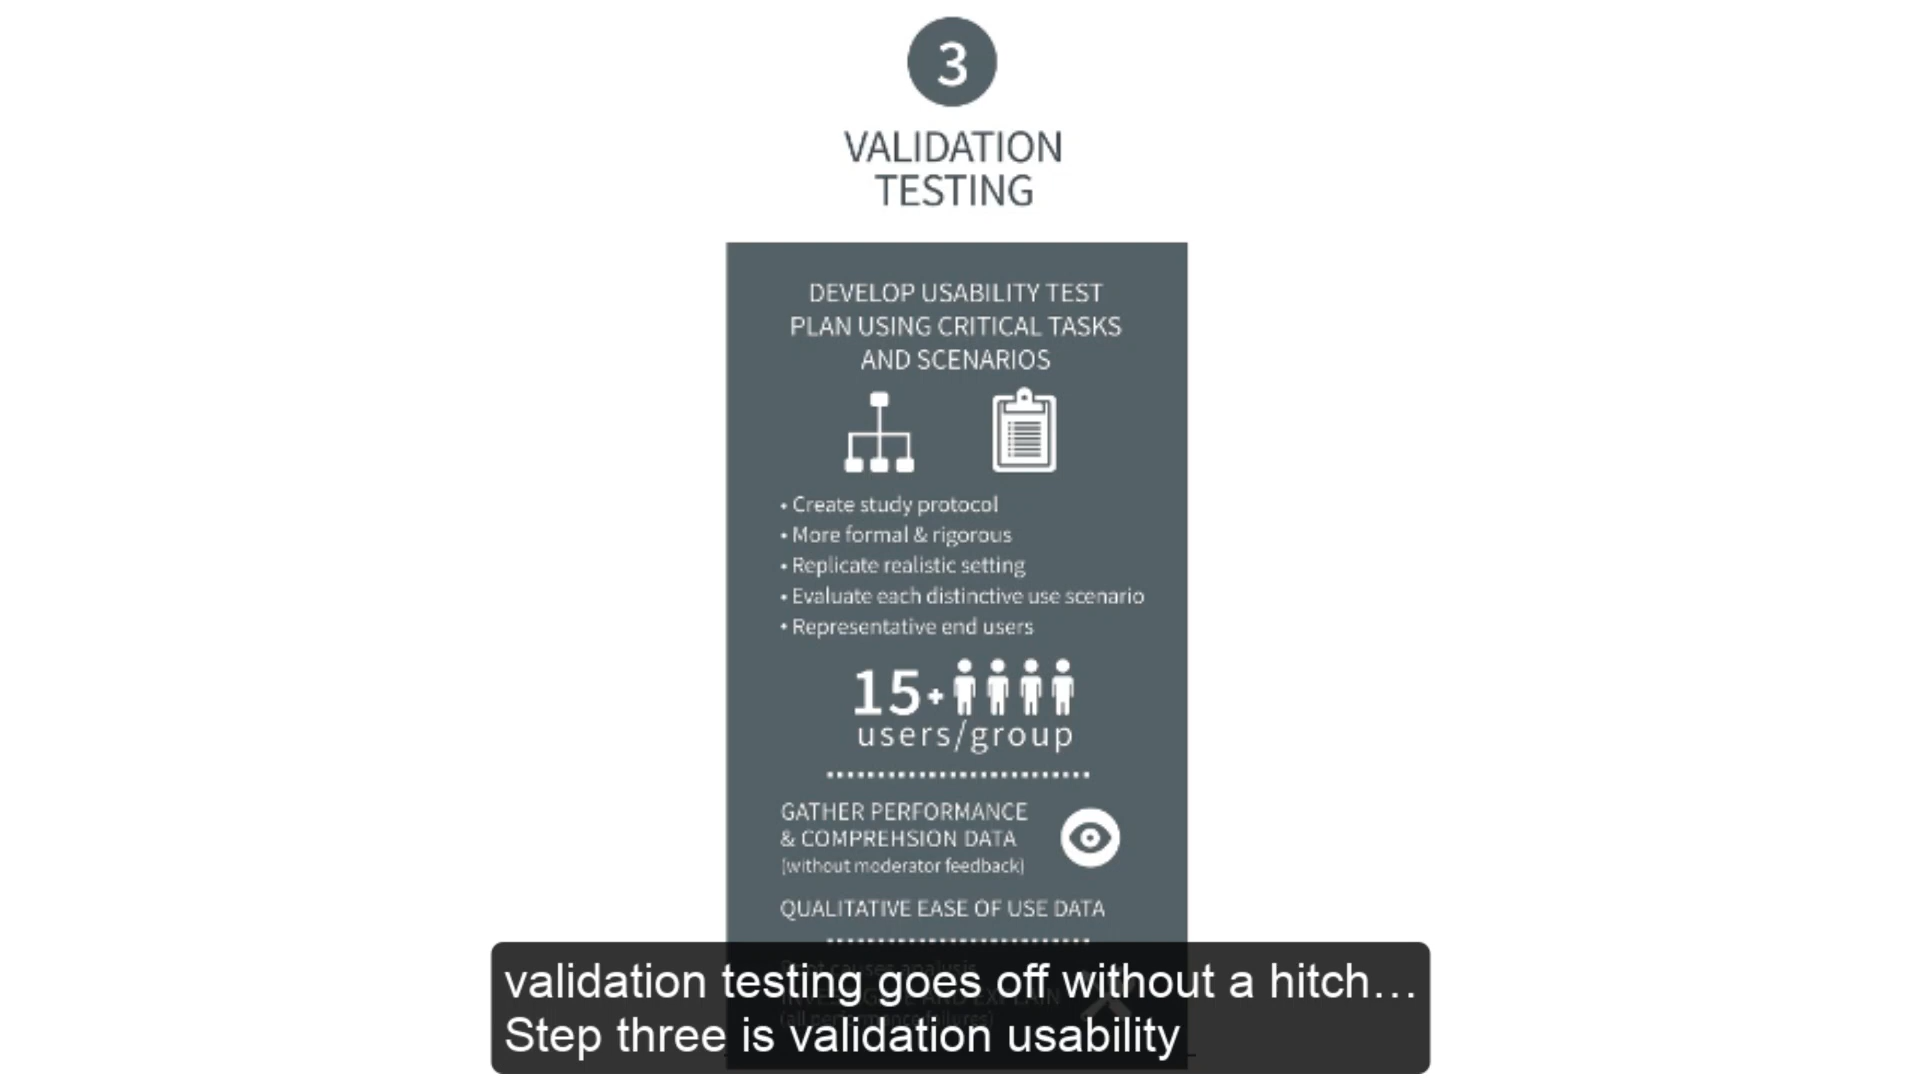 3
VALIDATION
TESTING
DEVELOP USABILITY TEST
PLAN USING CRITICAL TASKS
AND SCENARIOS
• Create study protocol
• More formal & rigorous
• Replicate realistic setting
• Evaluate each distinctive use scenario
• Representative end users
15+
users/group
GATHER PERFORMANCE
& COMPREHSION DATA
(without moderator feedback)
QUALITATIVE EASE OF USE DATA
validation testing goes off without a hitch…
Step three is validation usability